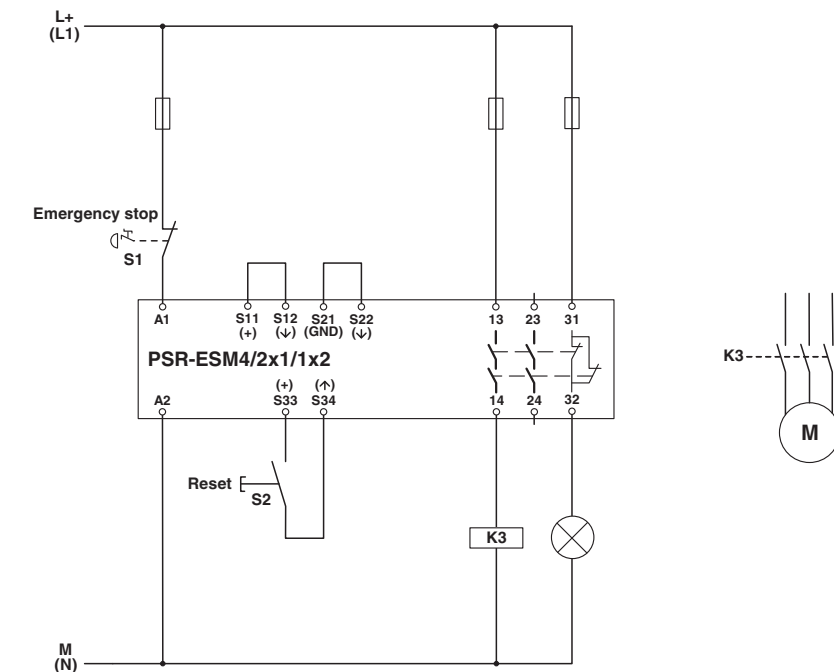 L+
(L1)
Emergency stop
S1
A1
S11
(+)
S12
(↓)
S21
(GND)
S22
(↓)
13
23
31
PSR-ESM4/2x1/1x2
K3
M
A2
(+)
S33
(↑)
S34
14
24
32
Reset
S2
K3
M
(N)